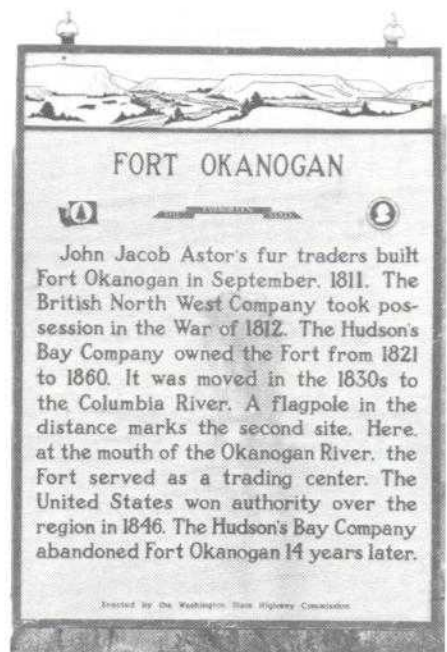 FORT OKANOGAN
THE EVERGREEN STATE
John Jacob Astor's fur traders built
Fort Okanogan in September, 1811. The
British North West Company took pos-
session in the War of 1812. The Hudson's
Bay Company owned the Fort from 1821
to 1860. It was moved in the 1830s to
the Columbia River. A flagpole in the
distance marks the second site. Here,
at the mouth of the Okanogan River, the
Fort served as a trading center. The
United States won authority over the
region in 1846. The Hudson's Bay Company
abandoned Fort Okanogan 14 years later.
Erected by the Washington State Highway Commission